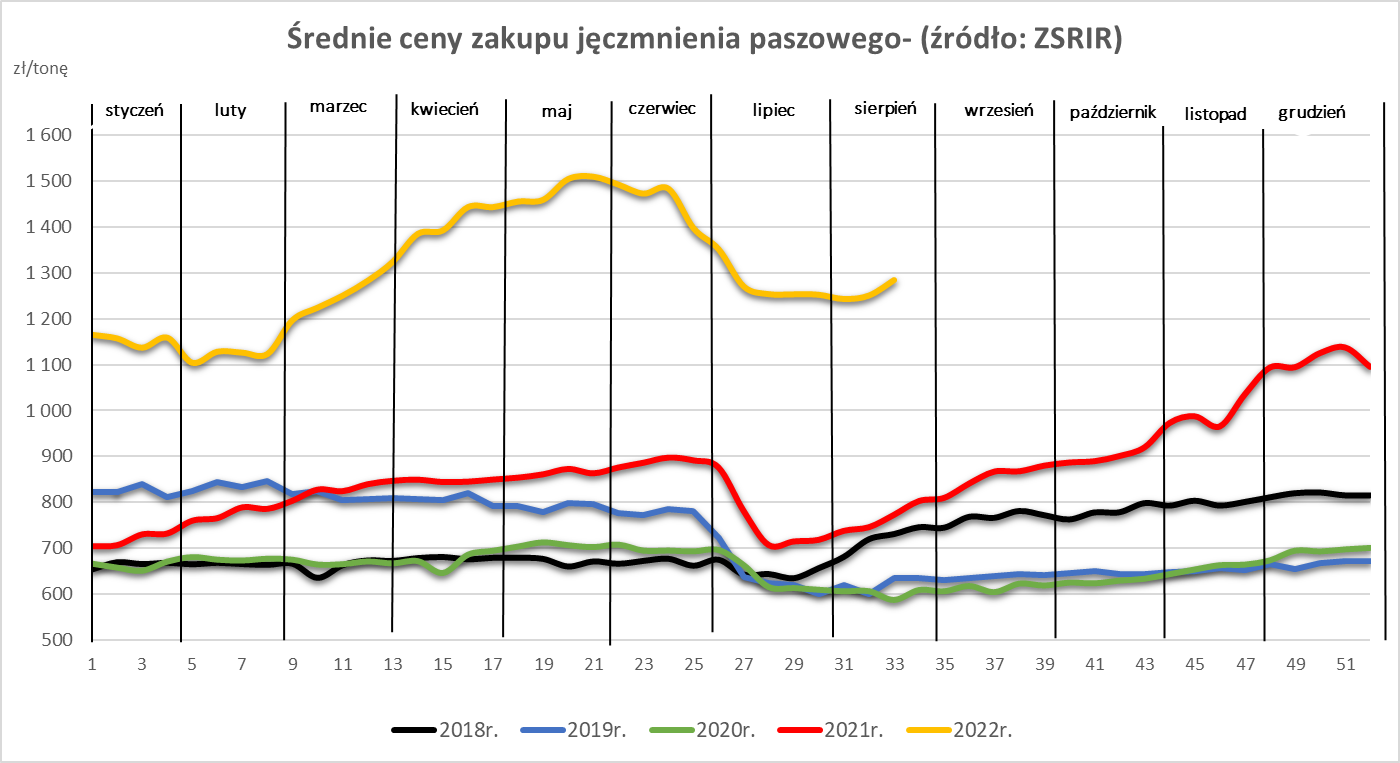 Średnie ceny zakupu jęczmnienia paszowego- (źródło: ZSRIR)
zł/tonę
styczeń luty marzec kwiecień maj czerwiec lipiec sierpień wrzesień październik listopad grudzień
1 600
1 500
1 400
1 300
1 200
1 100
1 000
900
800
700
600
500
1 3 5 7 9 11 13 15 17 19 21 23 25 27 29 31 33 35 37 39 41 43 45 47 49 51
2018r. 2019r. 2020r. 2021r. 2022r.